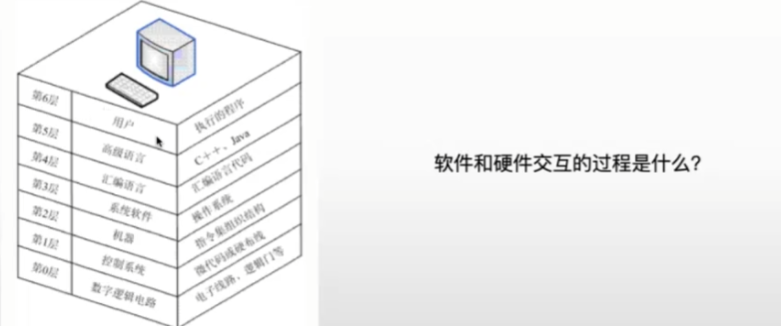 第6层 用户 执行的程序
第5层 高级语言 C++、Java
第4层 汇编语言 汇编语言代码
第3层 系统软件 操作系统
第2层 机器 指令集组织结构
第1层 控制系统 微代码或硬布线
第0层 数字逻辑电路 电子线路、逻辑门等
软件和硬件交互的过程是什么?